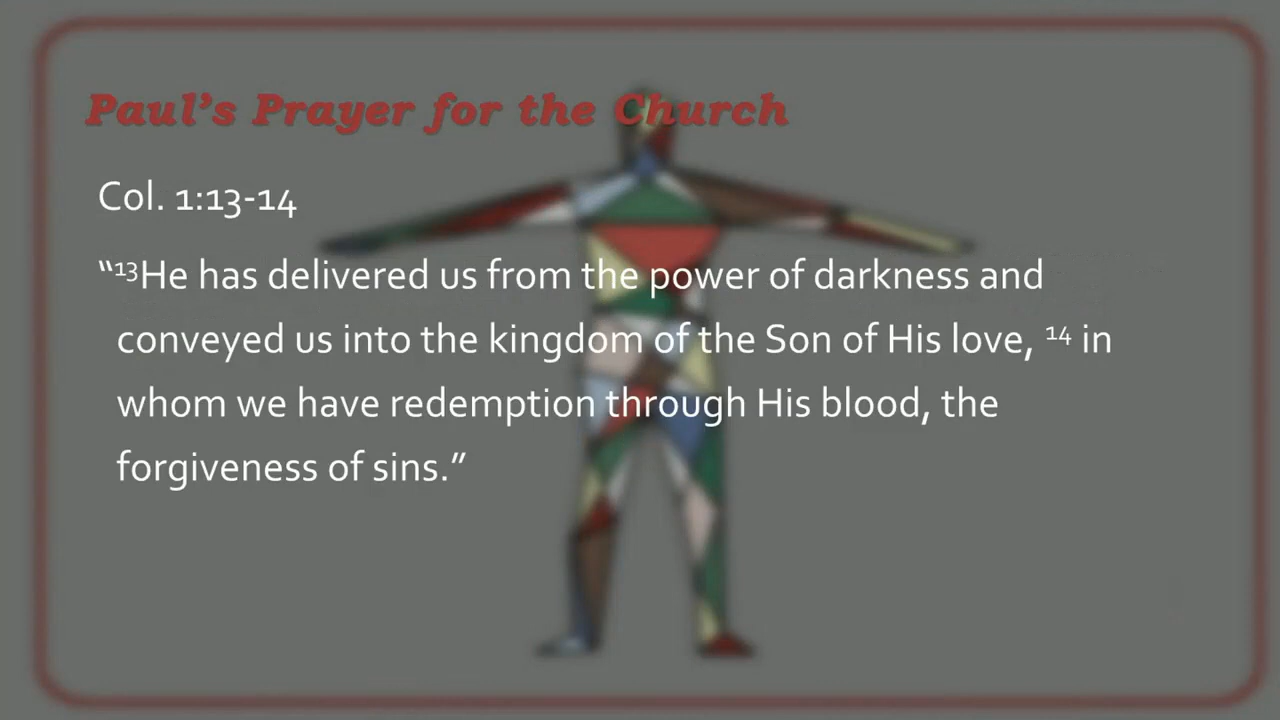 Paul’s Prayer for the Church
Col. 1:13-14
“¹³He has delivered us from the power of darkness and
conveyed us into the kingdom of the Son of His love, ¹⁴ in
whom we have redemption through His blood, the
forgiveness of sins.”